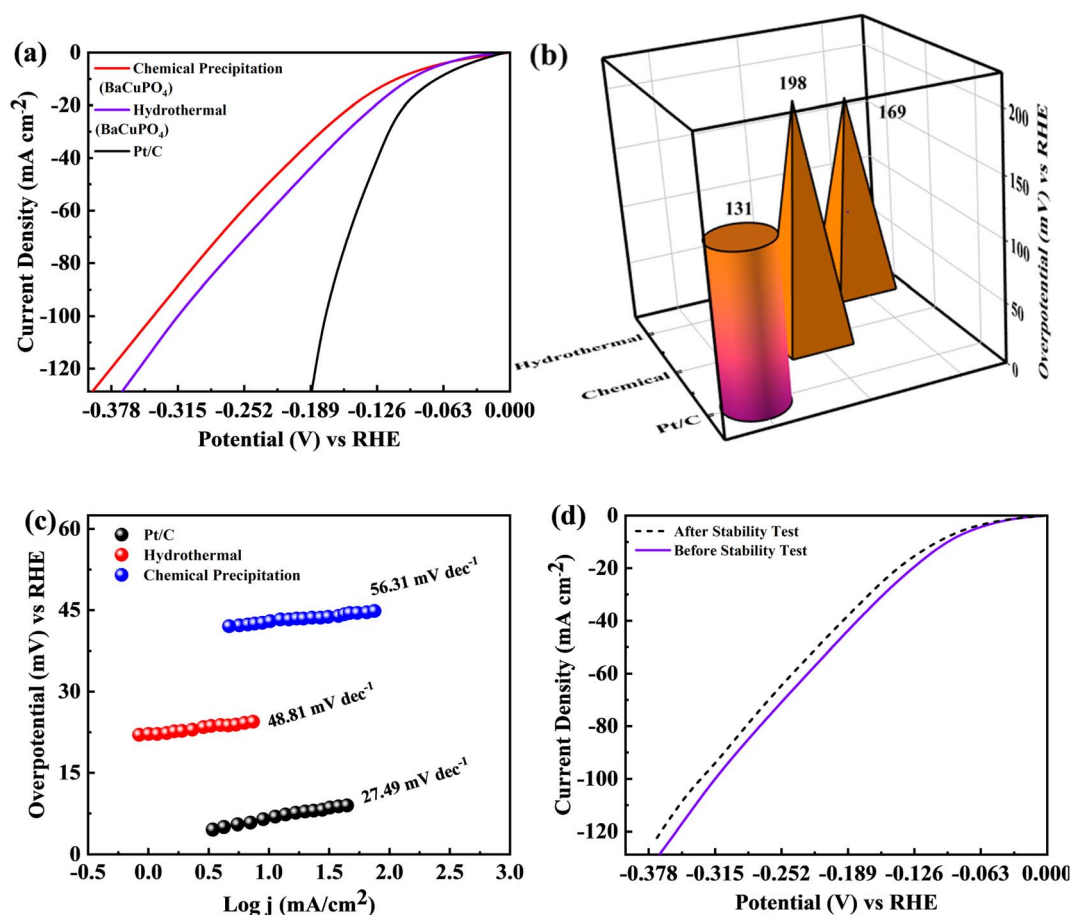 (a)
0
-20
-40
-60
-80
-100
-120
Current Density (mA cm-2)
Chemical Precipitation
(BaCuPO4)
Hydrothermal
(BaCuPO4)
Pt/C
-0.378 -0.315 -0.252 -0.189 -0.126 -0.063 0.000
Potential (V) vs RHE
(b)
198
169
131
200
150
100
50
0
Overpotential (mV) vs RHE
Hydrothermal
Chemical
Pt/C
(c)
60
45
30
15
0
Overpotential (mV) vs RHE
Pt/C
Hydrothermal
Chemical Precipitation
56.31 mV dec-1
48.81 mV dec-1
27.49 mV dec-1
-0.5 0.0 0.5 1.0 1.5 2.0 2.5 3.0
Log j (mA/cm2)
(d)
0
-20
-40
-60
-80
-100
-120
Current Density (mA cm-2)
After Stability Test
Before Stability Test
-0.378 -0.315 -0.252 -0.189 -0.126 -0.063 0.000
Potential (V) vs RHE